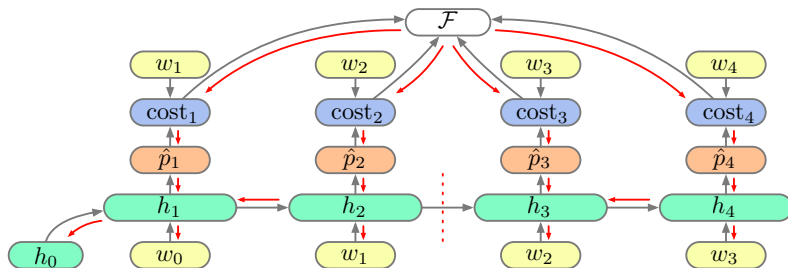 ℱ
w₁ w₂ w₃ w₄
cost₁ cost₂ cost₃ cost₄
p̂₁ p̂₂ p̂₃ p̂₄
h₁ h₂ h₃ h₄
h₀ w₀ w₁ w₂ w₃